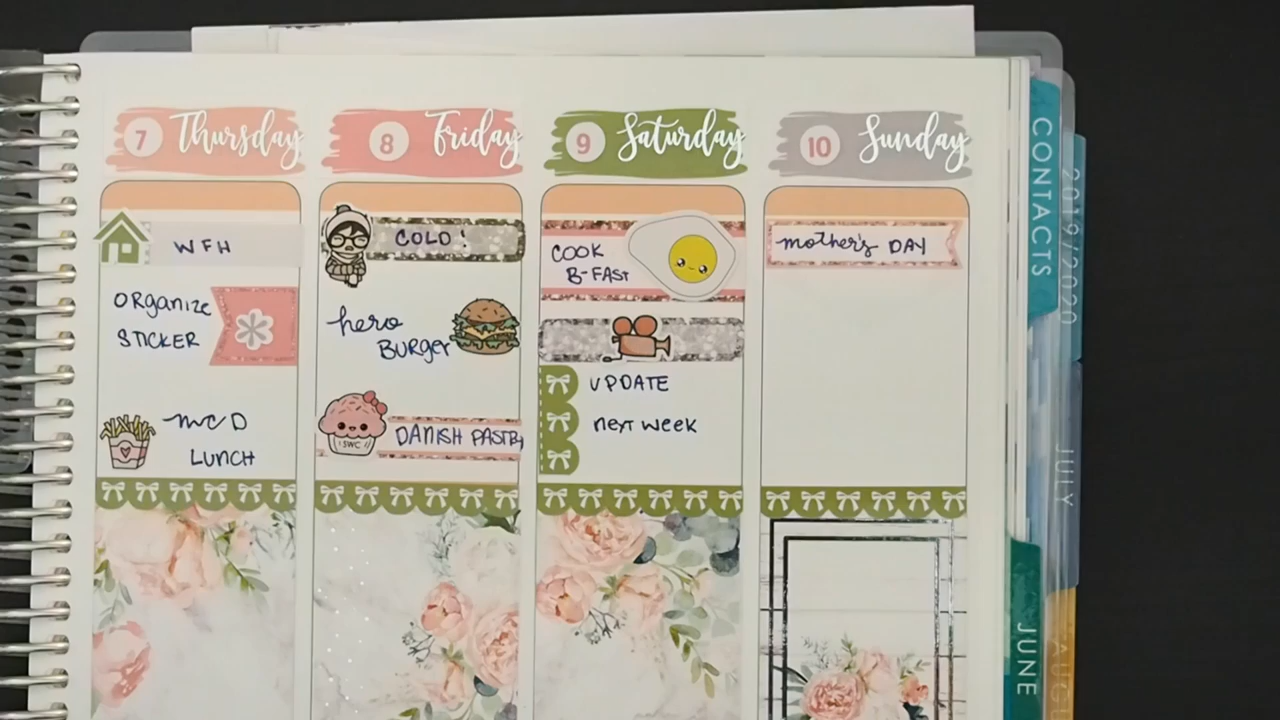 7 Thursday
8 Friday
9 Saturday
10 Sunday
WFH
ORGanize
STICKER
mCD
LUNCH
COLD!
hero
BURGer
SWC
DANISH PASTRY
COOK
B-FAST
UPDATE
next week
mother's DAY
CONTACTS
2019/2020
JULY
JUNE